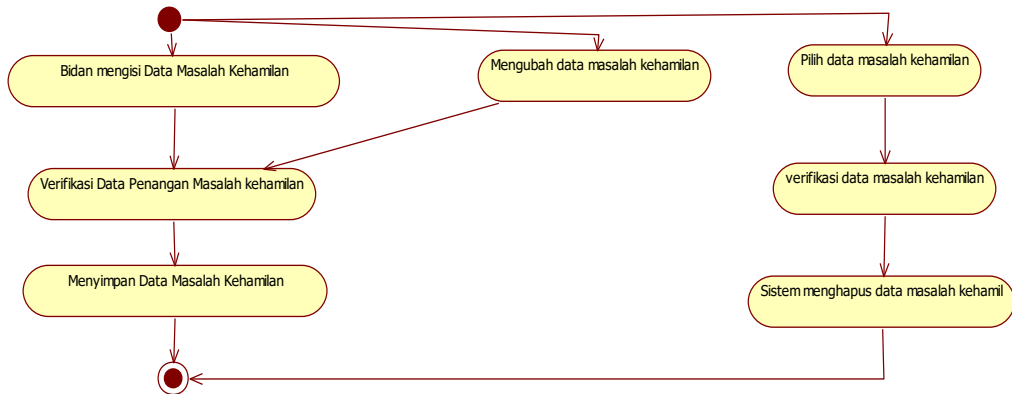 Bidan mengisi Data Masalah Kehamilan
Mengubah data masalah kehamilan
Pilih data masalah kehamilan
Verifikasi Data Penangan Masalah kehamilan
verifikasi data masalah kehamilan
Menyimpan Data Masalah Kehamilan
Sistem menghapus data masalah kehamil